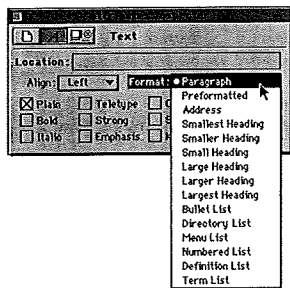 Text
Location:
Align: Left Format: Paragraph
Plain Teletype
Bold Strong
Italic Emphasis
Preformatted
Address
Smallest Heading
Smaller Heading
Small Heading
Large Heading
Larger Heading
Largest Heading
Bullet List
Directory List
Menu List
Numbered List
Definition List
Term List